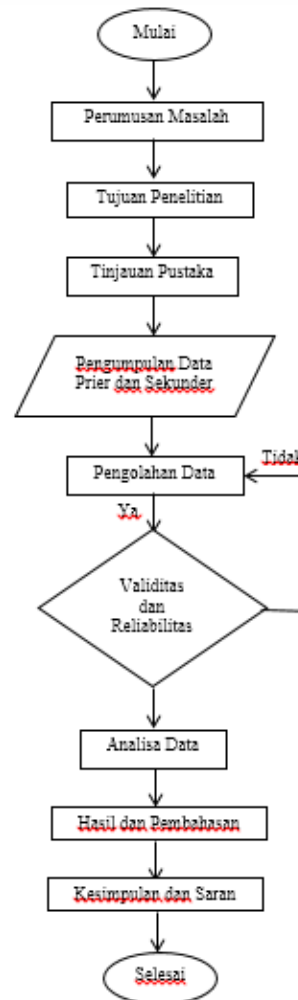 Mulai
Perumusan Masalah
Tujuan Penelitian
Tinjauan Pustaka
Pengumpulan Data
Prier dan Sekunder
Pengolahan Data
Tidak
Ya
Validitas
dan
Reliabilitas
Analisa Data
Hasil dan Pembahasan
Kesimpulan dan Saran
Selesai